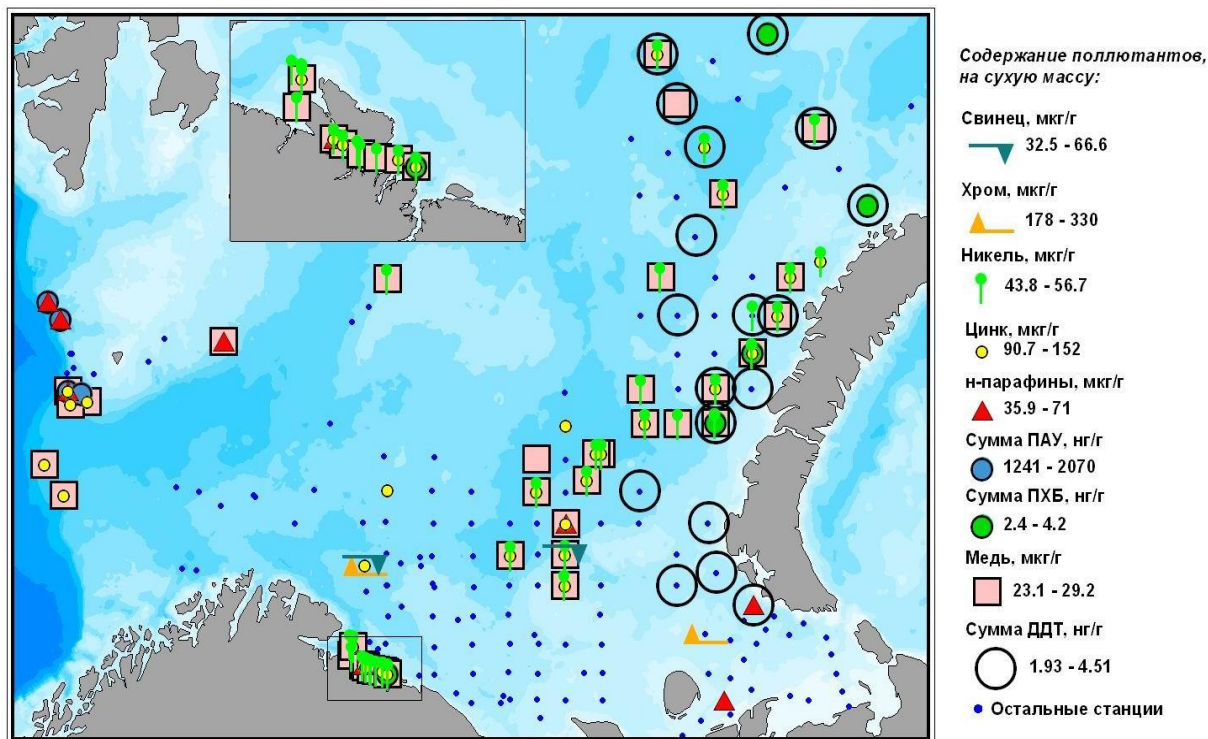 Содержание поллютантов,
на сухую массу:
Свинец, мкг/г
32.5 - 66.6
Хром, мкг/г
178 - 330
Никель, мкг/г
43.8 - 56.7
Цинк, мкг/г
90.7 - 152
н-парафины, мкг/г
35.9 - 71
Сумма ПАУ, нг/г
1241 - 2070
Сумма ПХБ, нг/г
2.4 - 4.2
Медь, мкг/г
23.1 - 29.2
Сумма ДДТ, нг/г
1.93 - 4.51
Остальные станции